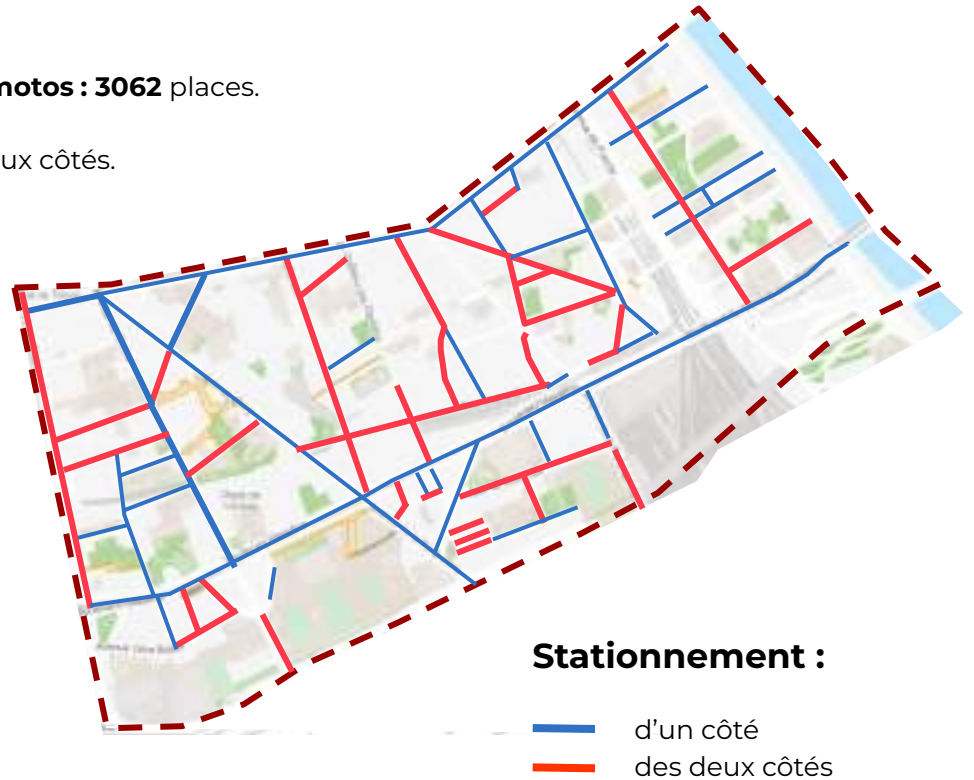 motos : 3062 places.
ux côtés.
Stationnement :
d'un côté
des deux côtés